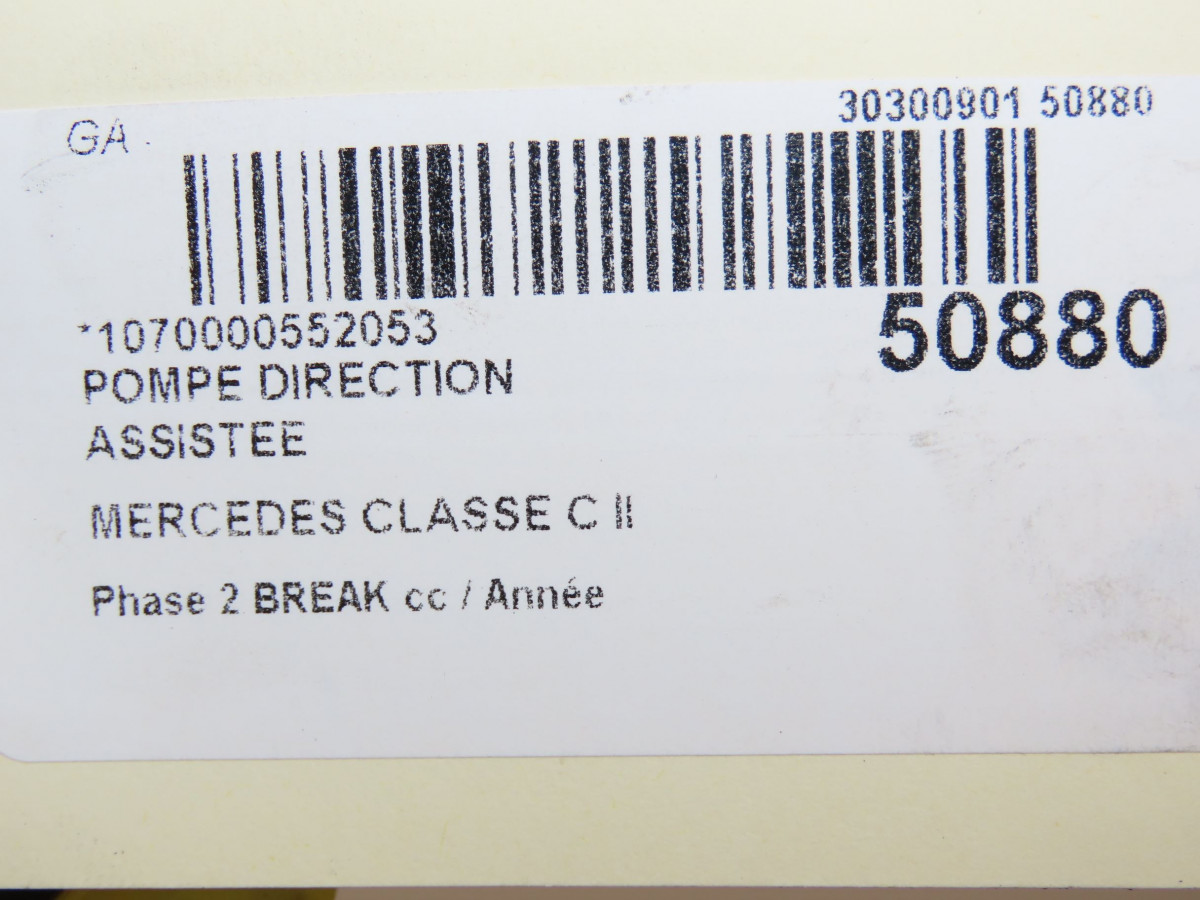 GA
30300901 50880
50880
*1070000552053
POMPE DIRECTION
ASSISTEE
MERCEDES CLASSE C II
Phase 2 BREAK cc / Année